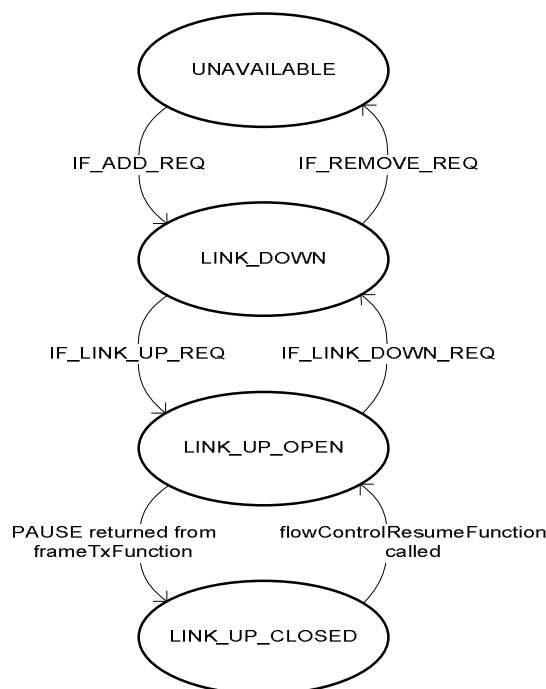 UNAVAILABLE
IF_ADD_REQ
IF_REMOVE_REQ
LINK_DOWN
IF_LINK_UP_REQ
IF_LINK_DOWN_REQ
LINK_UP_OPEN
PAUSE returned from
frameTxFunction
flowControlResumeFunction
called
LINK_UP_CLOSED